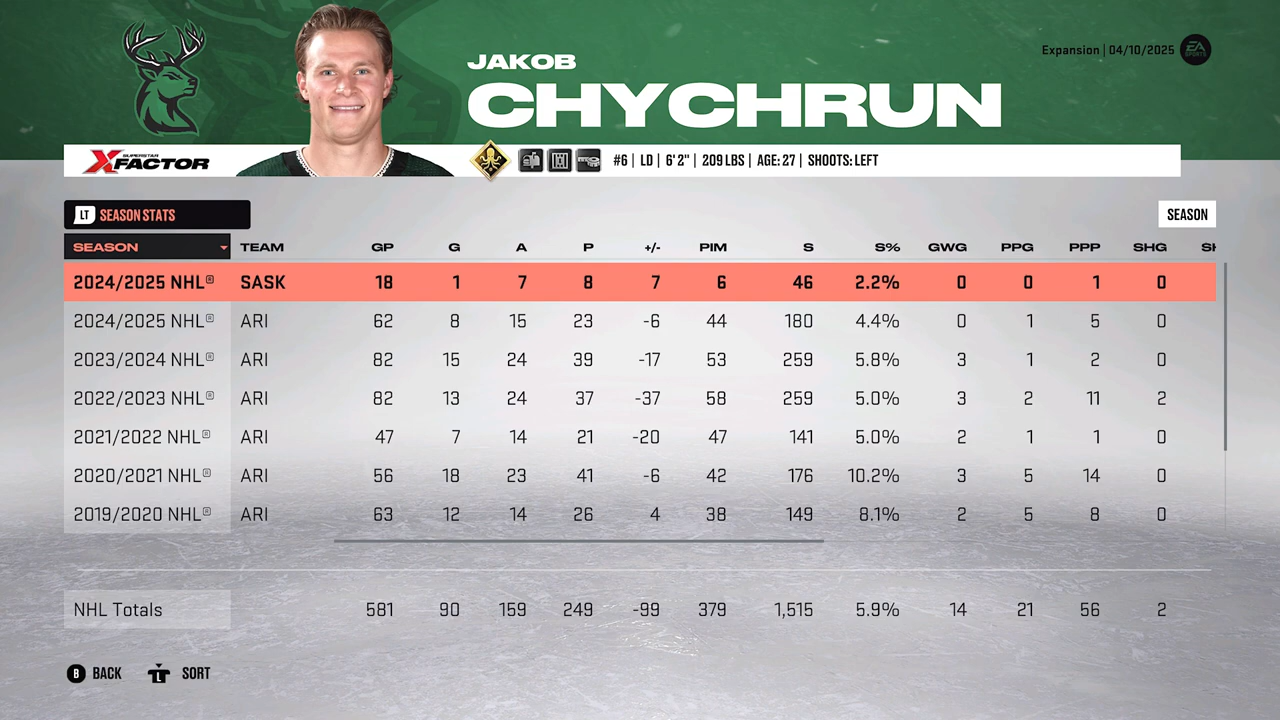 JAKOB
CHYCHRUN
Expansion | 04/10/2025 EA SPORTS
SUPERSTAR
X FACTOR
#6 | LD | 6' 2" | 209 LBS | AGE: 27 | SHOOTS: LEFT
LT SEASON STATS
SEASON
SEASON TEAM GP G A P +/- PIM S S% GWG PPG PPP SHG SH
2024/2025 NHL® SASK 18 1 7 8 7 6 46 2.2% 0 0 1 0
2024/2025 NHL® ARI 62 8 15 23 -6 44 180 4.4% 0 1 5 0
2023/2024 NHL® ARI 82 15 24 39 -17 53 259 5.8% 3 1 2 0
2022/2023 NHL® ARI 82 13 24 37 -37 58 259 5.0% 3 2 11 2
2021/2022 NHL® ARI 47 7 14 21 -20 47 141 5.0% 2 1 1 0
2020/2021 NHL® ARI 56 18 23 41 -6 42 176 10.2% 3 5 14 0
2019/2020 NHL® ARI 63 12 14 26 4 38 149 8.1% 2 5 8 0
NHL Totals 581 90 159 249 -99 379 1,515 5.9% 14 21 56 2
B BACK L SORT